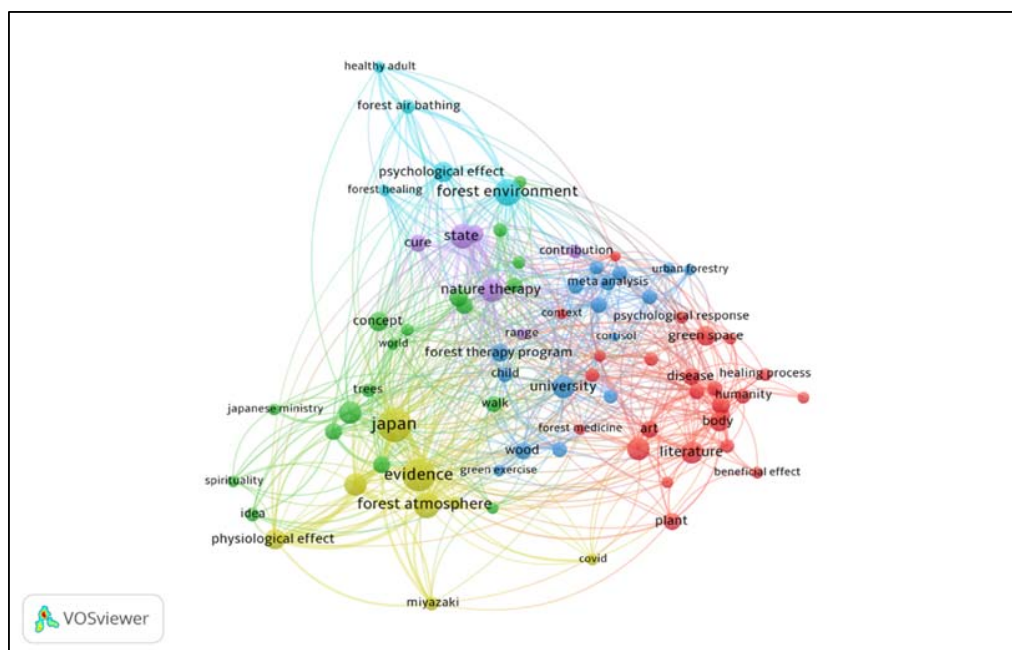 healthy adult
forest air bathing
psychological effect
forest healing
forest environment
cure
state
contribution
nature therapy
meta analysis
urban forestry
concept
context
psychological response
world
range
cortisol
green space
forest therapy program
trees
child
university
disease
healing process
japanese ministry
walk
humanity
japan
forest medicine
art
body
wood
literature
evidence
green exercise
beneficial effect
spirituality
forest atmosphere
idea
plant
physiological effect
covid
miyazaki
VOSviewer